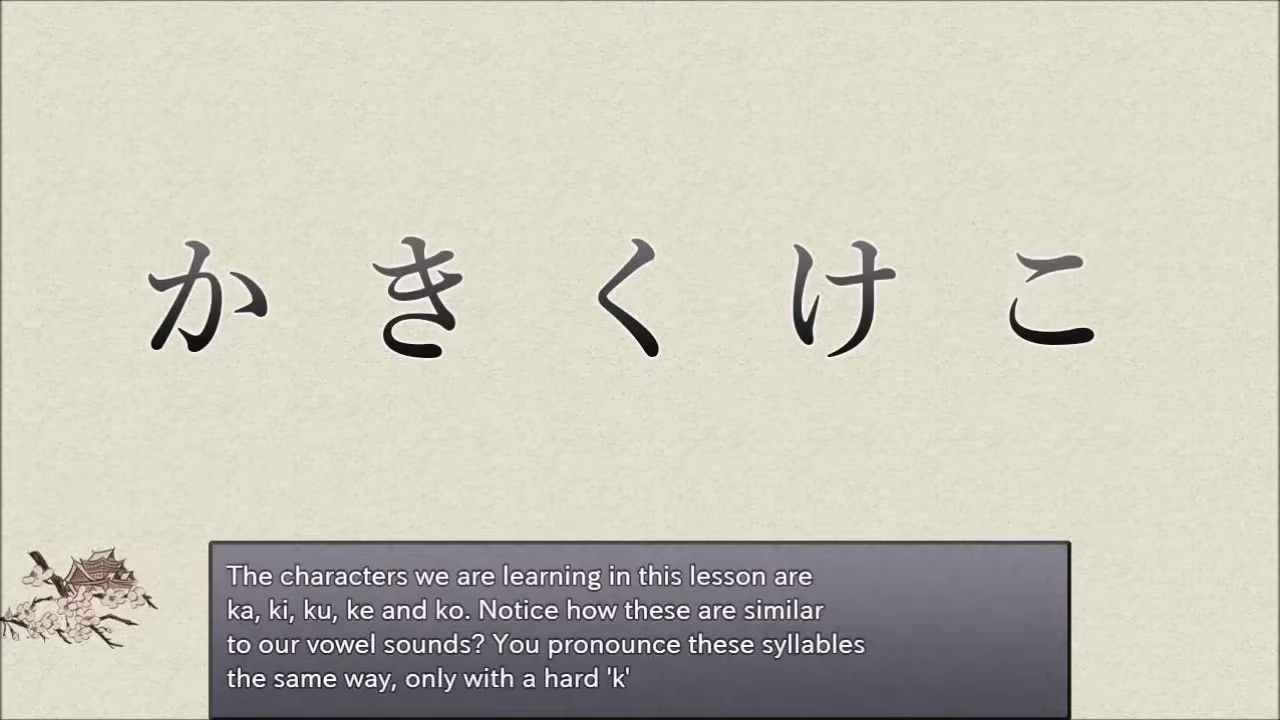 か き く け こ
The characters we are learning in this lesson are
ka, ki, ku, ke and ko. Notice how these are similar
to our vowel sounds? You pronounce these syllables
the same way, only with a hard 'k'